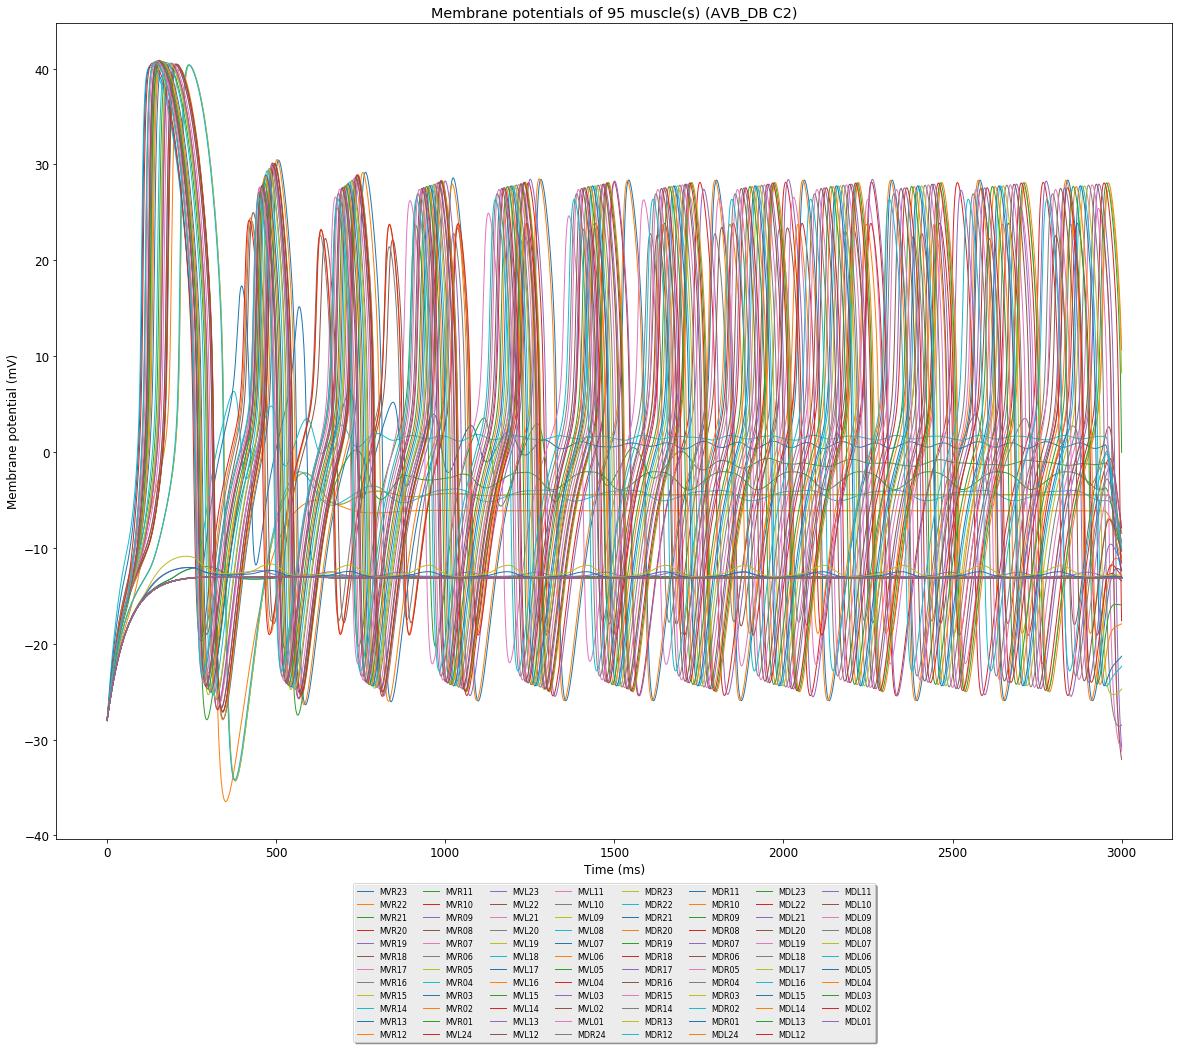 Membrane potentials of 95 muscle(s) (AVB_DB C2)
Membrane potential (mV)
40
30
20
10
0
−10
−20
−30
−40
0 500 1000 1500 2000 2500 3000
Time (ms)
MVR23 MVR11 MVL23 MVL11 MDR23 MDR11 MDL23 MDL11
MVR22 MVR10 MVL22 MVL10 MDR22 MDR10 MDL22 MDL10
MVR21 MVR09 MVL21 MVL09 MDR21 MDR09 MDL21 MDL09
MVR20 MVR08 MVL20 MVL08 MDR20 MDR08 MDL20 MDL08
MVR19 MVR07 MVL19 MVL07 MDR19 MDR07 MDL19 MDL07
MVR18 MVR06 MVL18 MVL06 MDR18 MDR06 MDL18 MDL06
MVR17 MVR05 MVL17 MVL05 MDR17 MDR05 MDL17 MDL05
MVR16 MVR04 MVL16 MVL04 MDR16 MDR04 MDL16 MDL04
MVR15 MVR03 MVL15 MVL03 MDR15 MDR03 MDL15 MDL03
MVR14 MVR02 MVL14 MVL02 MDR14 MDR02 MDL14 MDL02
MVR13 MVR01 MVL13 MVL01 MDR13 MDR01 MDL13 MDL01
MVR12 MVL24 MVL12 MDR24 MDR12 MDL24 MDL12